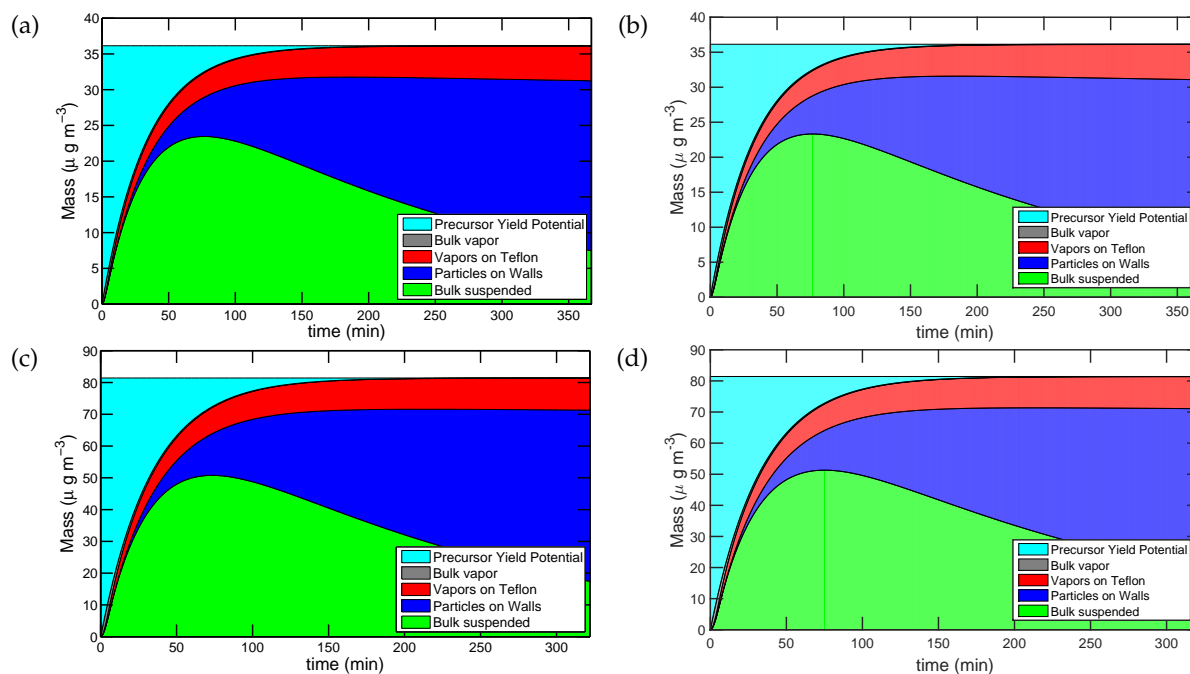 (a)
40
35
30
25
20
15
10
5
0
Mass (μ g m⁻³)
0 50 100 150 200 250 300 350
time (min)
Precursor Yield Potential
Bulk vapor
Vapors on Teflon
Particles on Walls
Bulk suspended
(b)
40
35
30
25
20
15
10
5
0
Mass (μ g m⁻³)
0 50 100 150 200 250 300 350
time (min)
Precursor Yield Potential
Bulk vapor
Vapors on Teflon
Particles on Walls
Bulk suspended
(c)
90
80
70
60
50
40
30
20
10
0
Mass (μ g m⁻³)
0 50 100 150 200 250 300
time (min)
Precursor Yield Potential
Bulk vapor
Vapors on Teflon
Particles on Walls
Bulk suspended
(d)
90
80
70
60
50
40
30
20
10
0
Mass (μ g m⁻³)
0 50 100 150 200 250 300
time (min)
Precursor Yield Potential
Bulk vapor
Vapors on Teflon
Particles on Walls
Bulk suspended